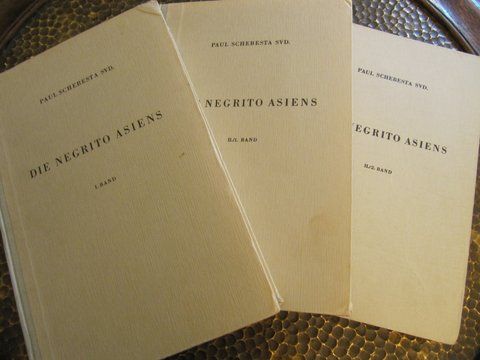 PAUL SCHEBESTA SVD.
DIE NEGRITO ASIENS
I. BAND
PAUL SCHEBESTA SVD.
NEGRITO ASIENS
II/1. BAND
PAUL SCHEBESTA SVD.
NEGRITO ASIENS
II/2. BAND